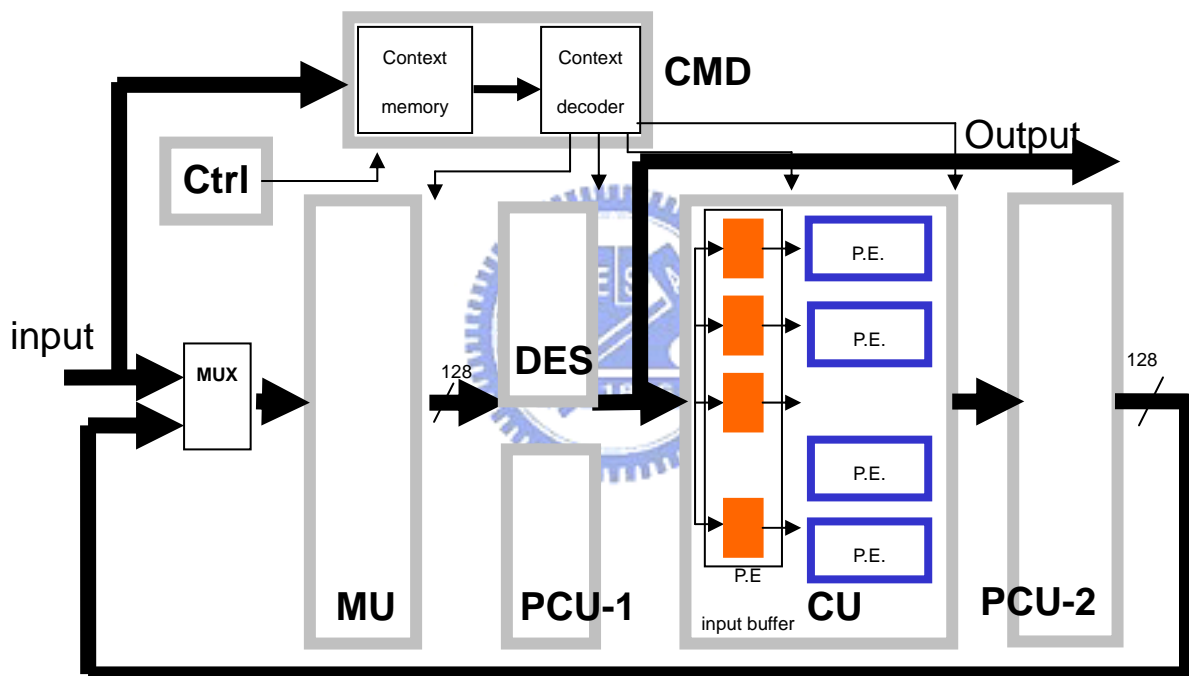 Context
memory
Context
decoder
CMD
Output
Ctrl
input
MUX
128
DES
P.E.
P.E.
P.E.
P.E.
128
MU
PCU-1
P.E
input buffer
CU
PCU-2